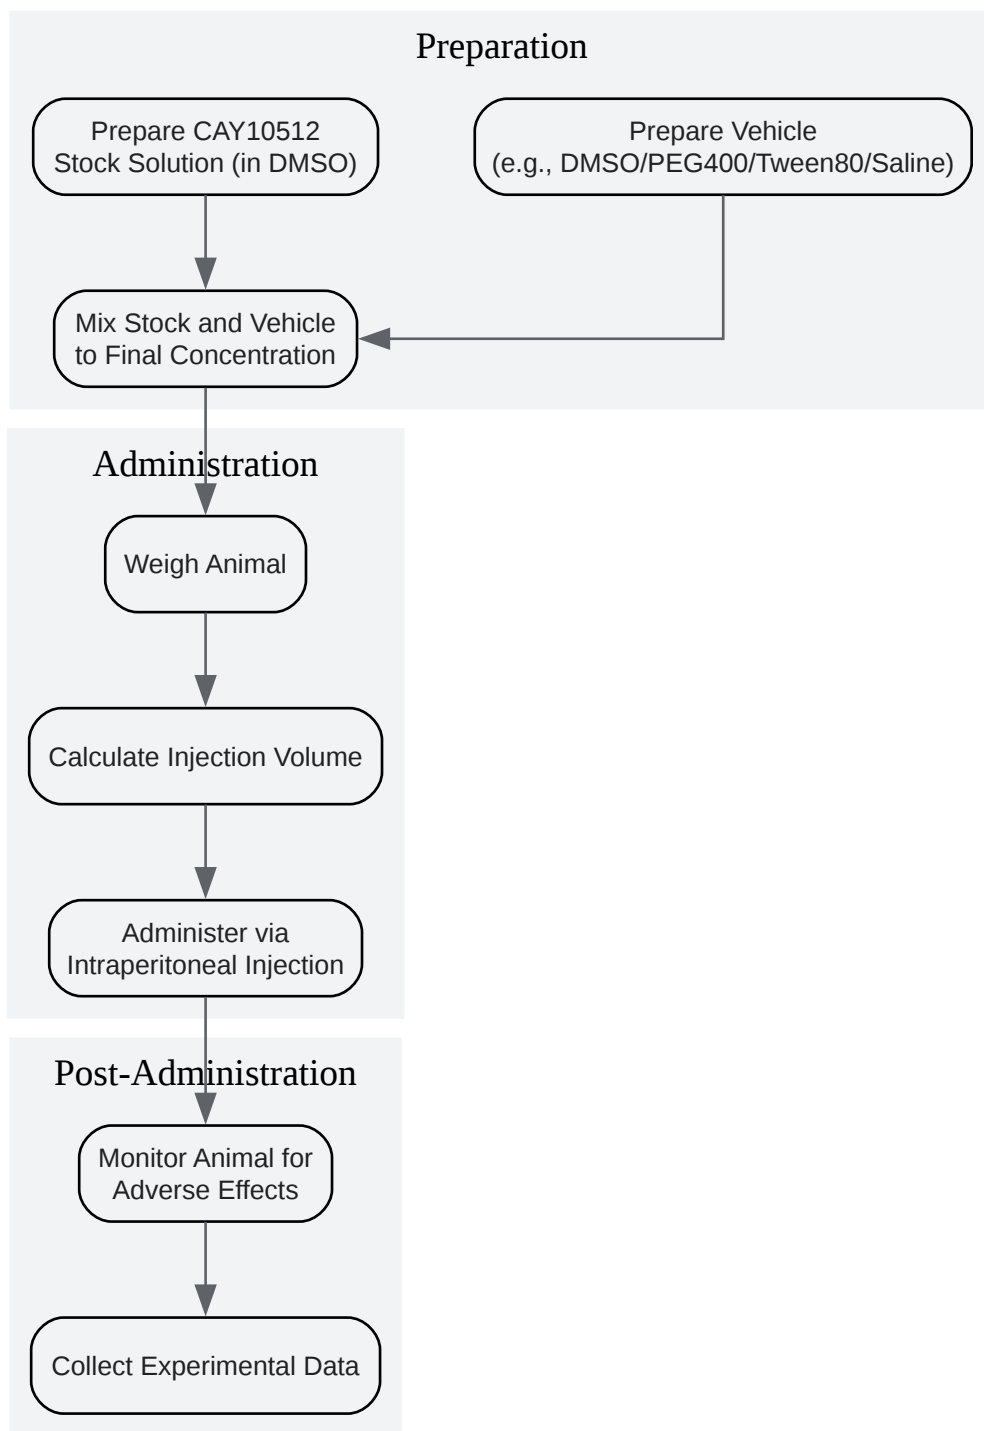 Preparation
Prepare CAY10512
Stock Solution (in DMSO)
Prepare Vehicle
(e.g., DMSO/PEG400/Tween80/Saline)
Mix Stock and Vehicle
to Final Concentration
Administration
Weigh Animal
Calculate Injection Volume
Administer via
Intraperitoneal Injection
Post-Administration
Monitor Animal for
Adverse Effects
Collect Experimental Data